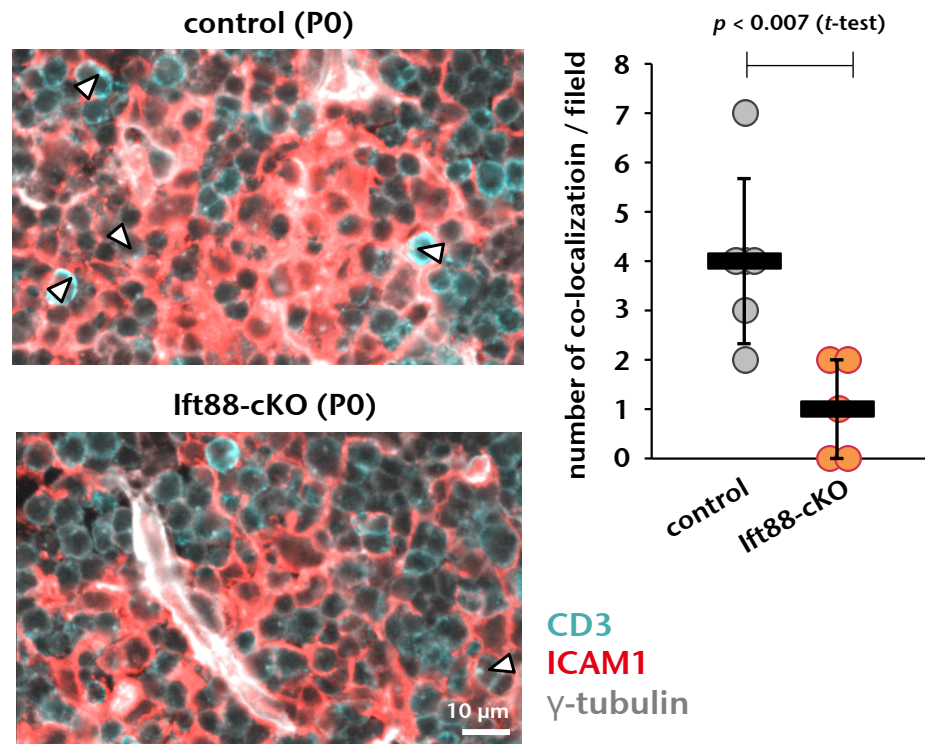 control (P0)
Ift88-cKO (P0)
10 µm
p < 0.007 (t-test)
number of co-localizatioin / fileld
8
7
6
5
4
3
2
1
0
control
Ift88-cKO
CD3
ICAM1
γ-tubulin